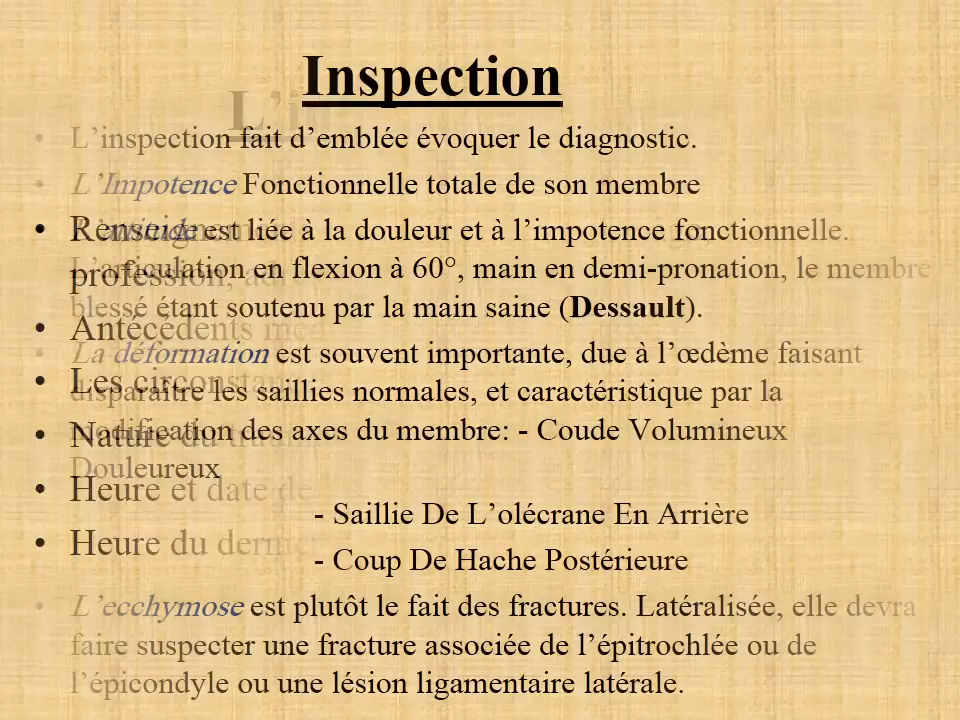 Inspection
L’i
• L’inspection fait d’emblée évoquer le diagnostic.
• L’Impotence Fonctionnelle totale de son membre
• L’attitude est liée à la douleur et à l’impotence fonctionnelle.
L’articulation en flexion à 60°, main en demi-pronation, le membre
blessé étant soutenu par la main saine (Dessault).
• La déformation est souvent importante, due à l’œdème faisant
disparaître les saillies normales, et caractéristique par la
modification des axes du membre: - Coude Volumineux
Douleureux
- Saillie De L’olécrane En Arrière
- Coup De Hache Postérieure
• L’ecchymose est plutôt le fait des fractures. Latéralisée, elle devra
faire suspecter une fracture associée de l’épitrochlée ou de
l’épicondyle ou une lésion ligamentaire latérale.
profession,
• Antécédents
• Les
• Nature du
• Heure et date de
• Heure du